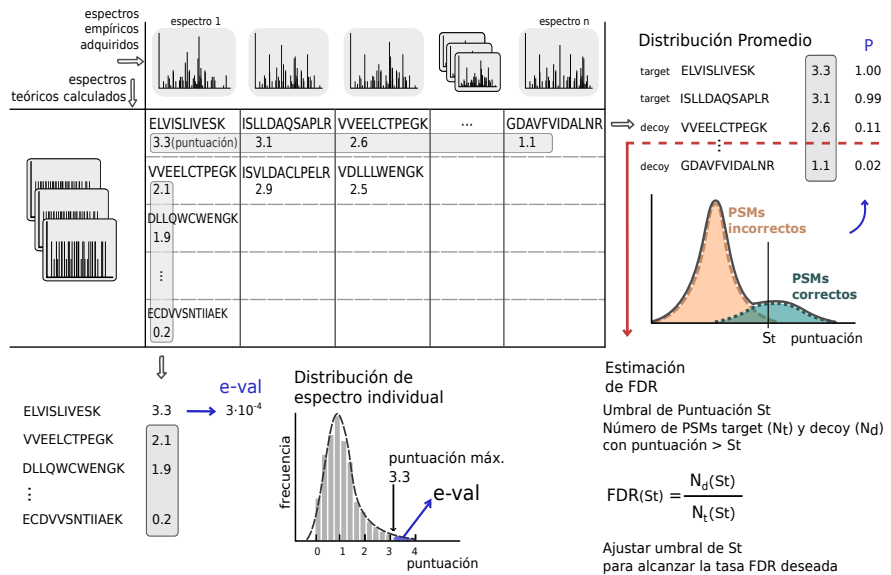 espectros
empíricos
adquiridos
espectro 1
espectro n
espectros
teóricos calculados
ELVISLIVESK ISLLDAQSAPLR VVEELCTPEGK ... GDAVFVIDALNR
3.3(puntuación) 3.1 2.6 1.1
VVEELCTPEGK ISVLDACLPELR VDLLLWENGK
2.1 2.9 2.5
DLLQWCWENGK
1.9
...
ECDVVSNTIIAEK
0.2
Distribución Promedio P
target ELVISLIVESK 3.3 1.00
target ISLLDAQSAPLR 3.1 0.99
decoy VVEELCTPEGK 2.6 0.11
...
decoy GDAVFVIDALNR 1.1 0.02
PSMs
incorrectos
PSMs
correctos
St puntuación
e-val
ELVISLIVESK 3.3 3·10⁻⁴
VVEELCTPEGK 2.1
DLLQWCWENGK 1.9
...
ECDVVSNTIIAEK 0.2
Distribución de
espectro individual
frecuencia
puntuación máx.
3.3
e-val
0 1 2 3 4
puntuación
Estimación
de FDR
Umbral de Puntuación St
Número de PSMs target (Nt) y decoy (Nd)
con puntuación > St
FDR(St) = Nd(St)
Nt(St)
Ajustar umbral de St
para alcanzar la tasa FDR deseada